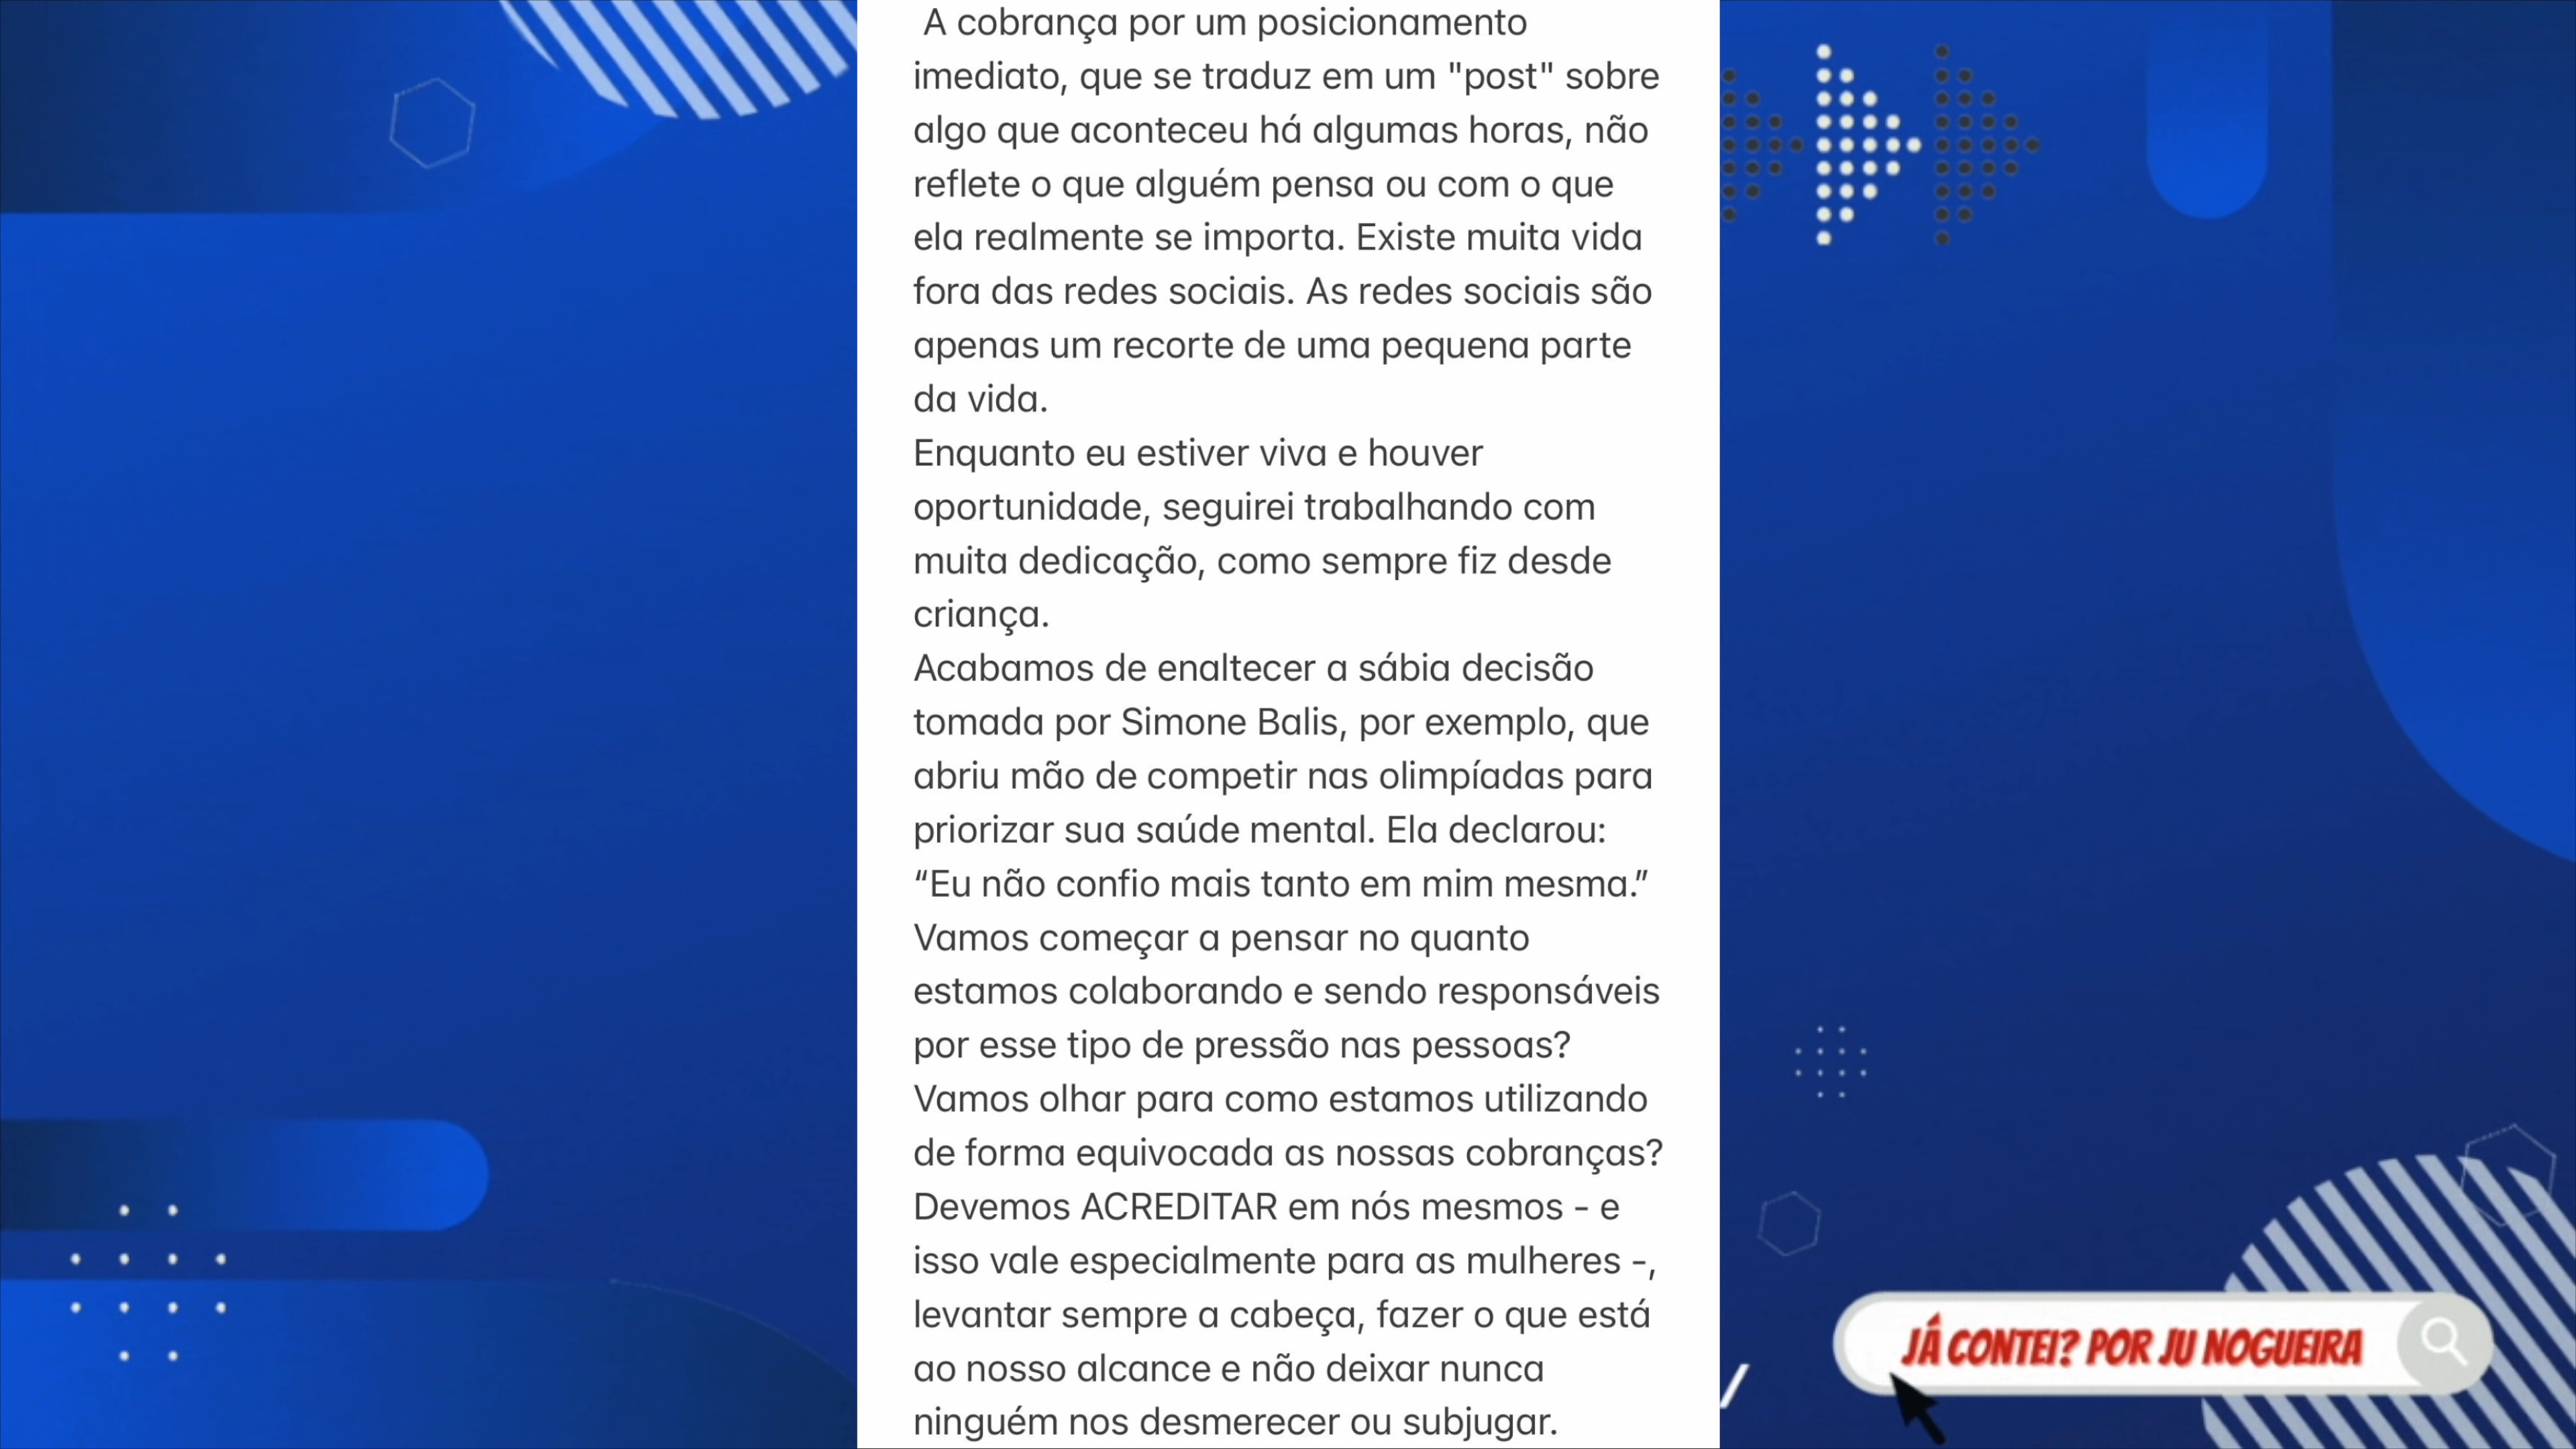 A cobrança por um posicionamento
imediato, que se traduz em um "post" sobre
algo que aconteceu há algumas horas, não
reflete o que alguém pensa ou com o que
ela realmente se importa. Existe muita vida
fora das redes sociais. As redes sociais são
apenas um recorte de uma pequena parte
da vida.
Enquanto eu estiver viva e houver
oportunidade, seguirei trabalhando com
muita dedicação, como sempre fiz desde
criança.
Acabamos de enaltecer a sábia decisão
tomada por Simone Balis, por exemplo, que
abriu mão de competir nas olimpíadas para
priorizar sua saúde mental. Ela declarou:
“Eu não confio mais tanto em mim mesma.”
Vamos começar a pensar no quanto
estamos colaborando e sendo responsáveis
por esse tipo de pressão nas pessoas?
Vamos olhar para como estamos utilizando
de forma equivocada as nossas cobranças?
Devemos ACREDITAR em nós mesmos - e
isso vale especialmente para as mulheres -,
levantar sempre a cabeça, fazer o que está
ao nosso alcance e não deixar nunca
ninguém nos desmerecer ou subjugar.
JÁ CONTEI? POR JU NOGUEIRA